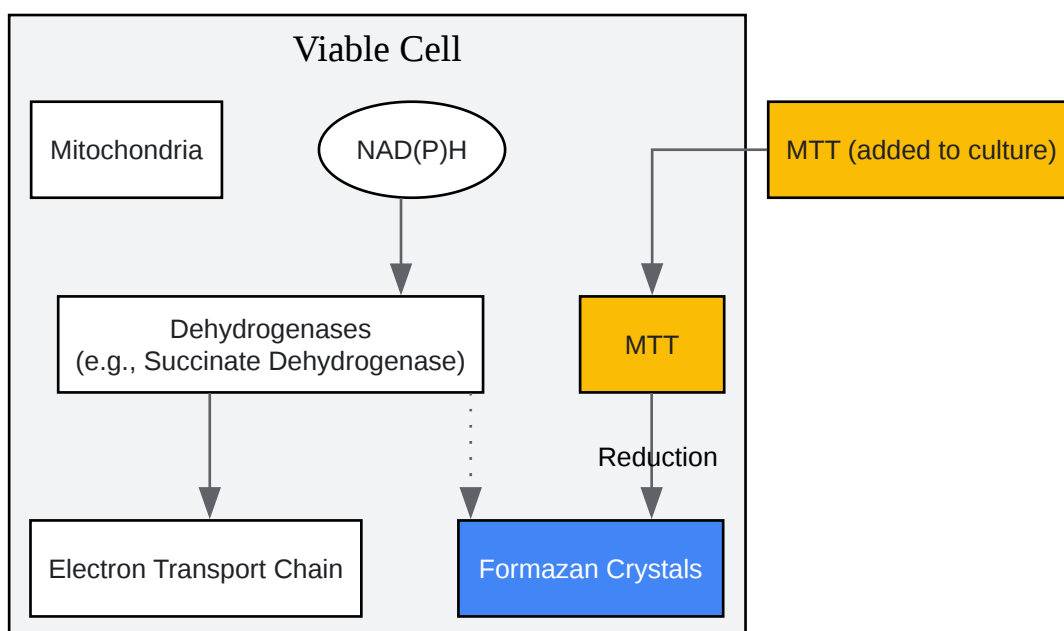 Viable Cell
Mitochondria
NAD(P)H
MTT (added to culture)
Dehydrogenases
(e.g., Succinate Dehydrogenase)
MTT
Reduction
Electron Transport Chain
Formazan Crystals